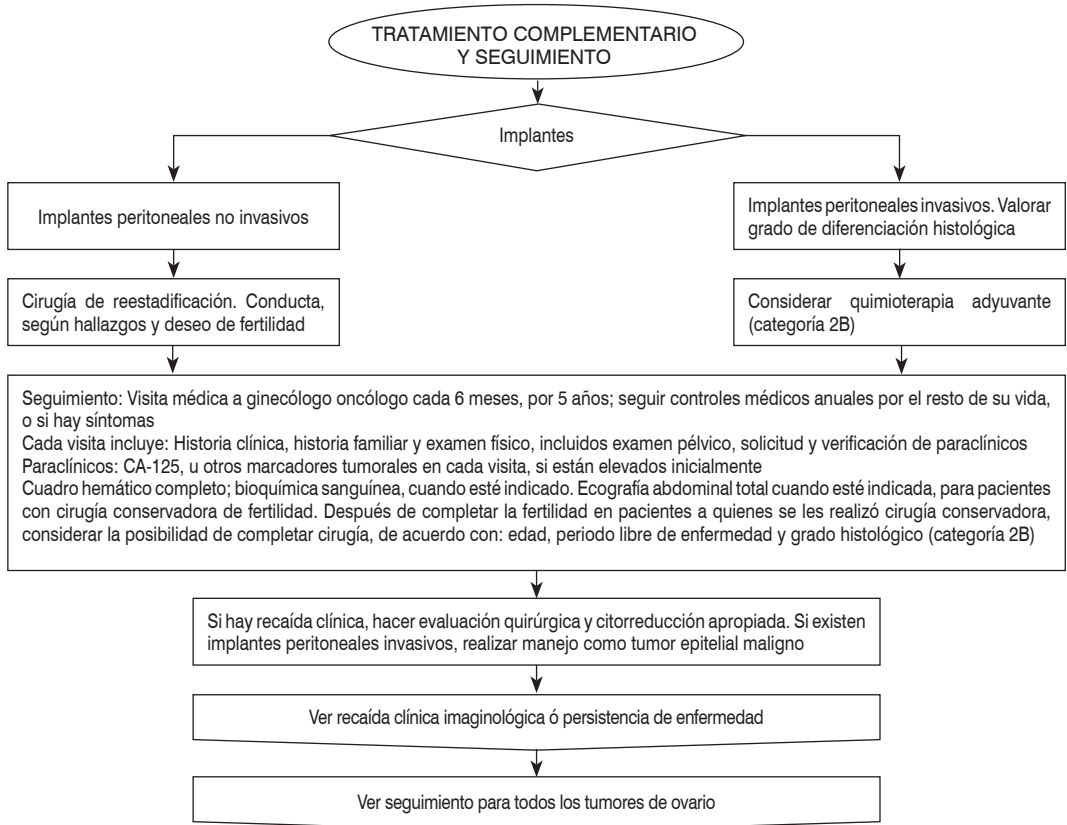 TRATAMIENTO COMPLEMENTARIO
Y SEGUIMIENTO
Implantes
Implantes peritoneales no invasivos
Implantes peritoneales invasivos. Valorar
grado de diferenciación histológica
Cirugía de reestadificación. Conducta,
según hallazgos y deseo de fertilidad
Considerar quimioterapia adyuvante
(categoría 2B)
Seguimiento: Visita médica a ginecólogo oncólogo cada 6 meses, por 5 años; seguir controles médicos anuales por el resto de su vida,
o si hay síntomas
Cada visita incluye: Historia clínica, historia familiar y examen físico, incluidos examen pélvico, solicitud y verificación de paraclínicos
Paraclínicos: CA-125, u otros marcadores tumorales en cada visita, si están elevados inicialmente
Cuadro hemático completo; bioquímica sanguínea, cuando esté indicado. Ecografía abdominal total cuando esté indicada, para pacientes
con cirugía conservadora de fertilidad. Después de completar la fertilidad en pacientes a quienes se les realizó cirugía conservadora,
considerar la posibilidad de completar cirugía, de acuerdo con: edad, periodo libre de enfermedad y grado histológico (categoría 2B)
Si hay recaída clínica, hacer evaluación quirúrgica y citorreducción apropiada. Si existen
implantes peritoneales invasivos, realizar manejo como tumor epitelial maligno
Ver recaída clínica imaginológica ó persistencia de enfermedad
Ver seguimiento para todos los tumores de ovario